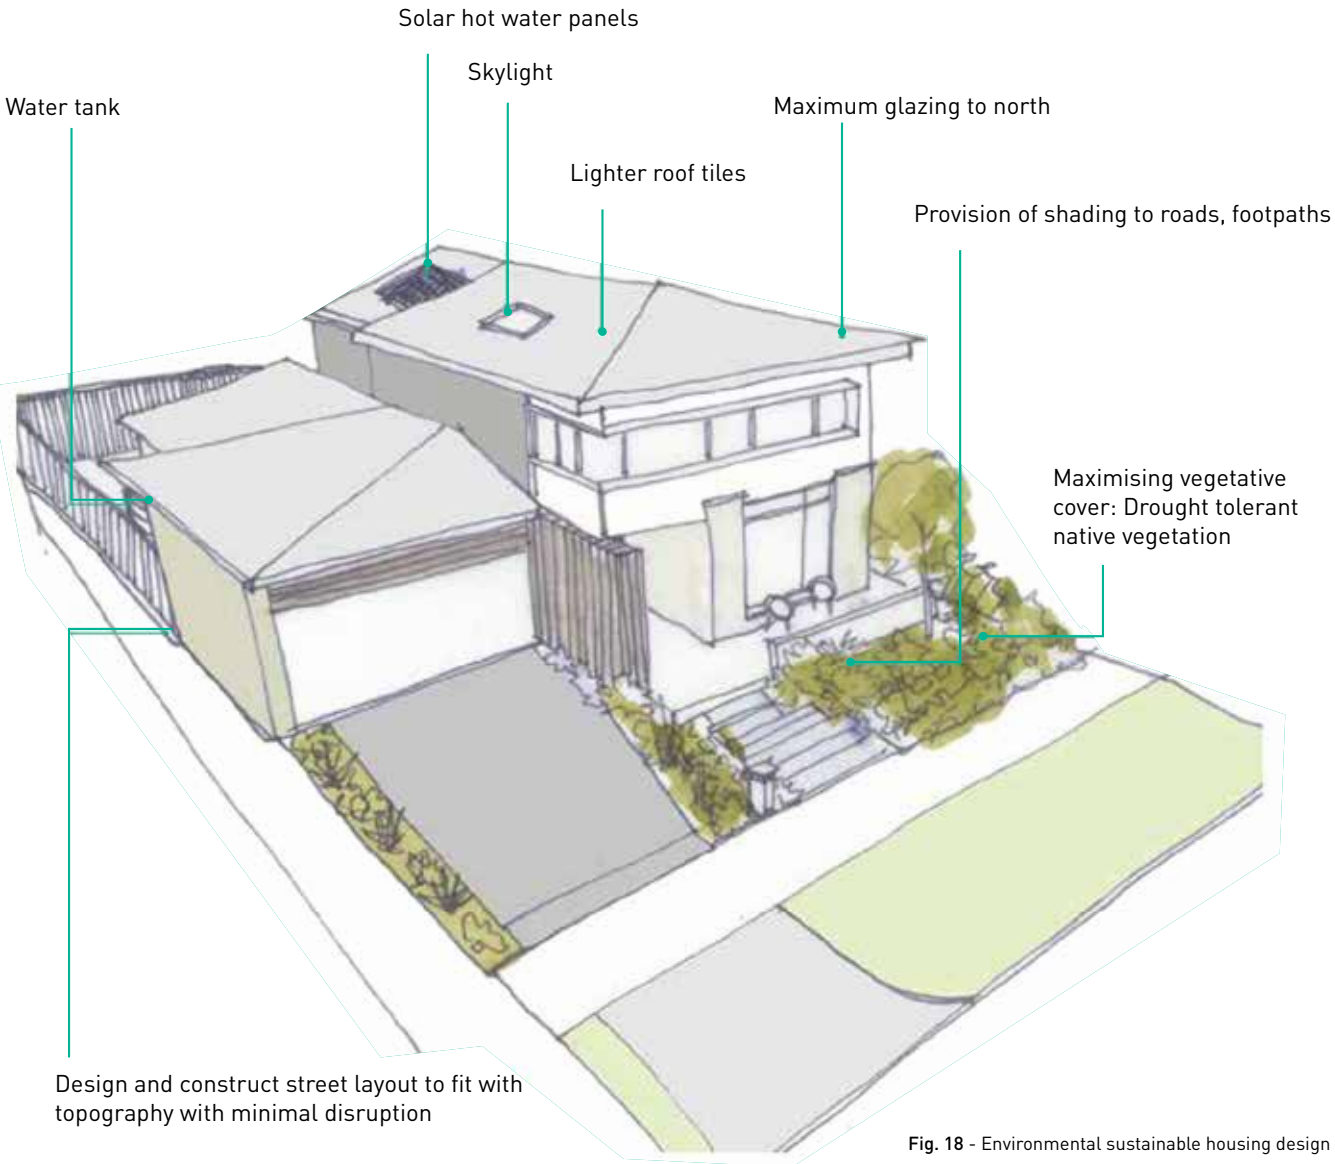 Solar hot water panels
Skylight
Water tank
Maximum glazing to north
Lighter roof tiles
Provision of shading to roads, footpaths
Maximising vegetative
cover: Drought tolerant
native vegetation
Design and construct street layout to fit with
topography with minimal disruption
Fig. 18 - Environmental sustainable housing design